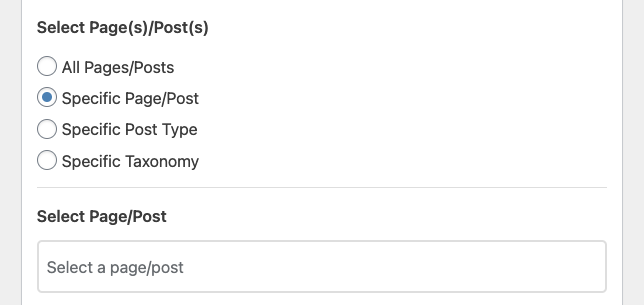 Select Page(s)/Post(s)
All Pages/Posts
Specific Page/Post
Specific Post Type
Specific Taxonomy
Select Page/Post
Select a page/post